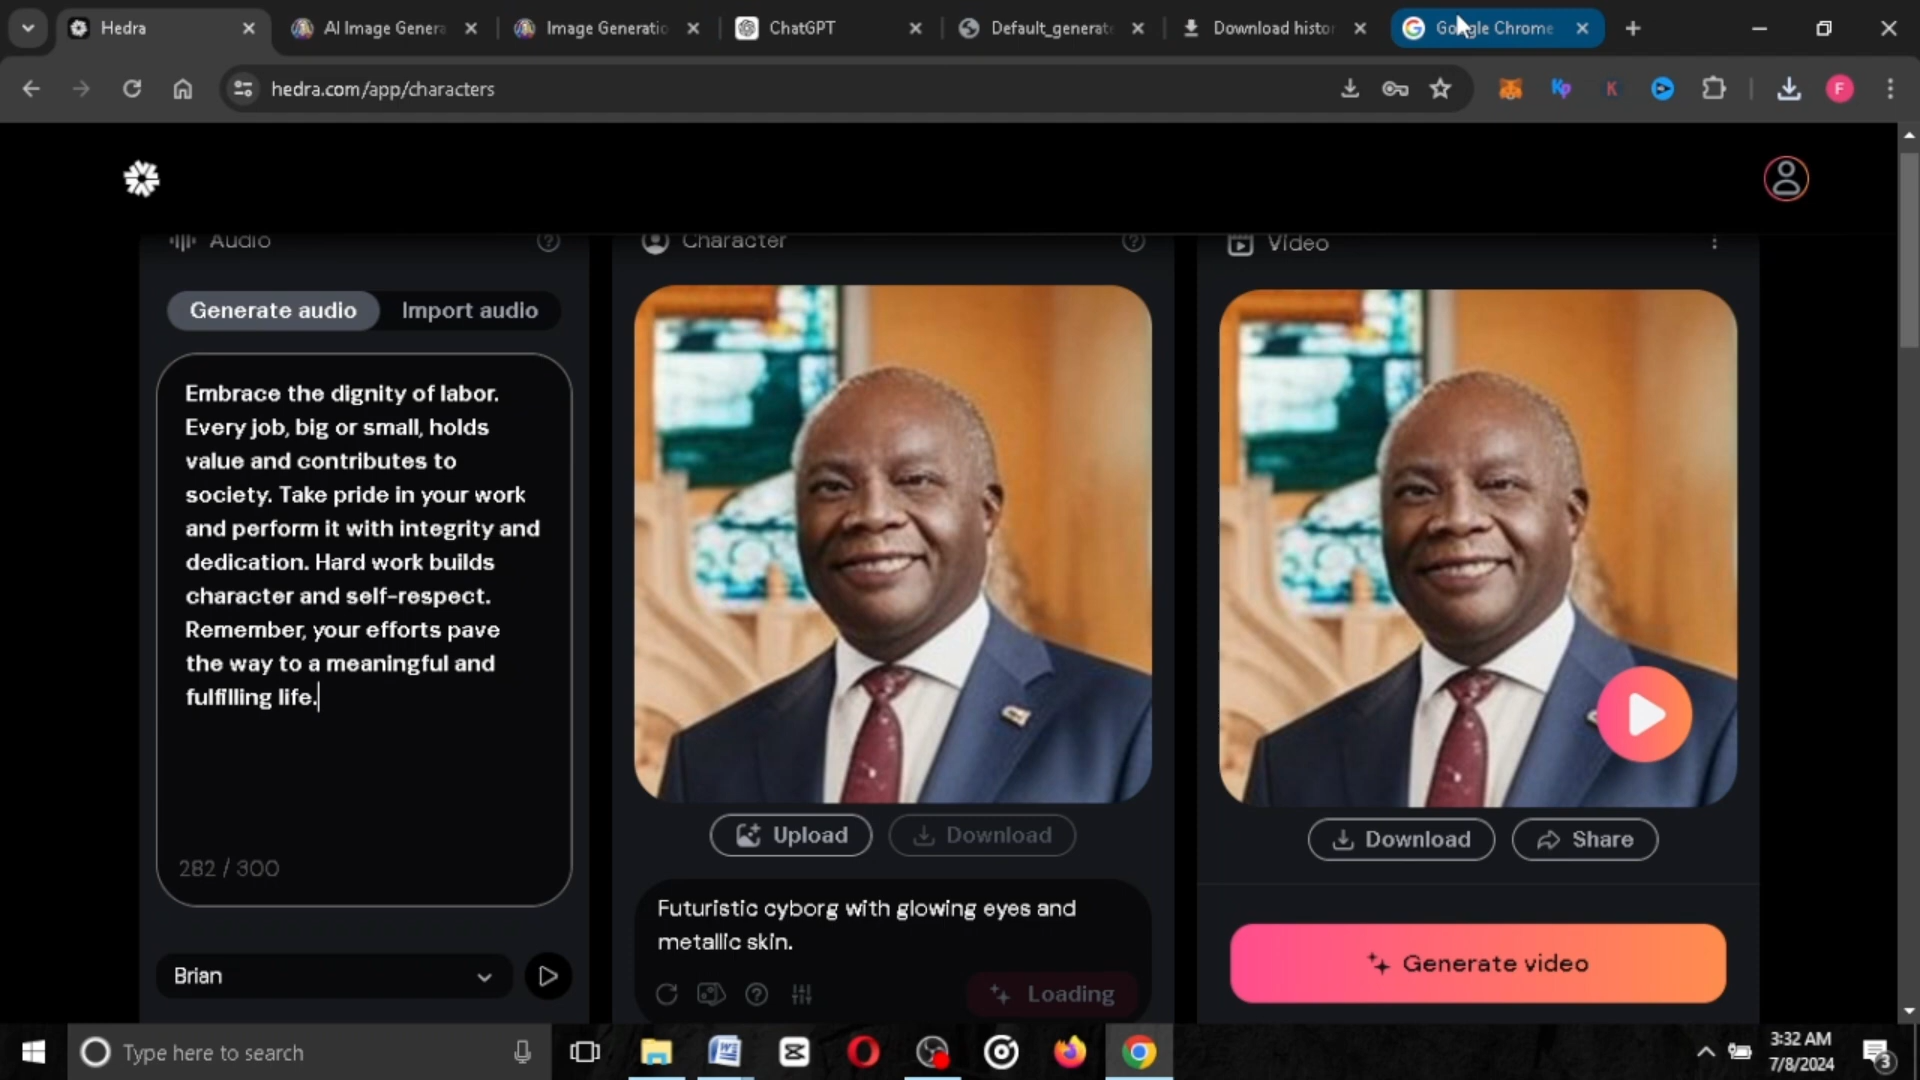 Hedra
AI Image Genera
Image Generatio
ChatGPT
Default_generate
Download histor
Google Chrome
hedra.com/app/characters
F
Audio
Character
Video
Generate audio
Import audio
Embrace the dignity of labor.
Every job, big or small, holds
value and contributes to
society. Take pride in your work
and perform it with integrity and
dedication. Hard work builds
character and self-respect.
Remember, your efforts pave
the way to a meaningful and
fulfilling life.
282 / 300
Brian
Upload
Download
Futuristic cyborg with glowing eyes and
metallic skin.
Loading
Download
Share
Generate video
Type here to search
3:32 AM
7/8/2024
3